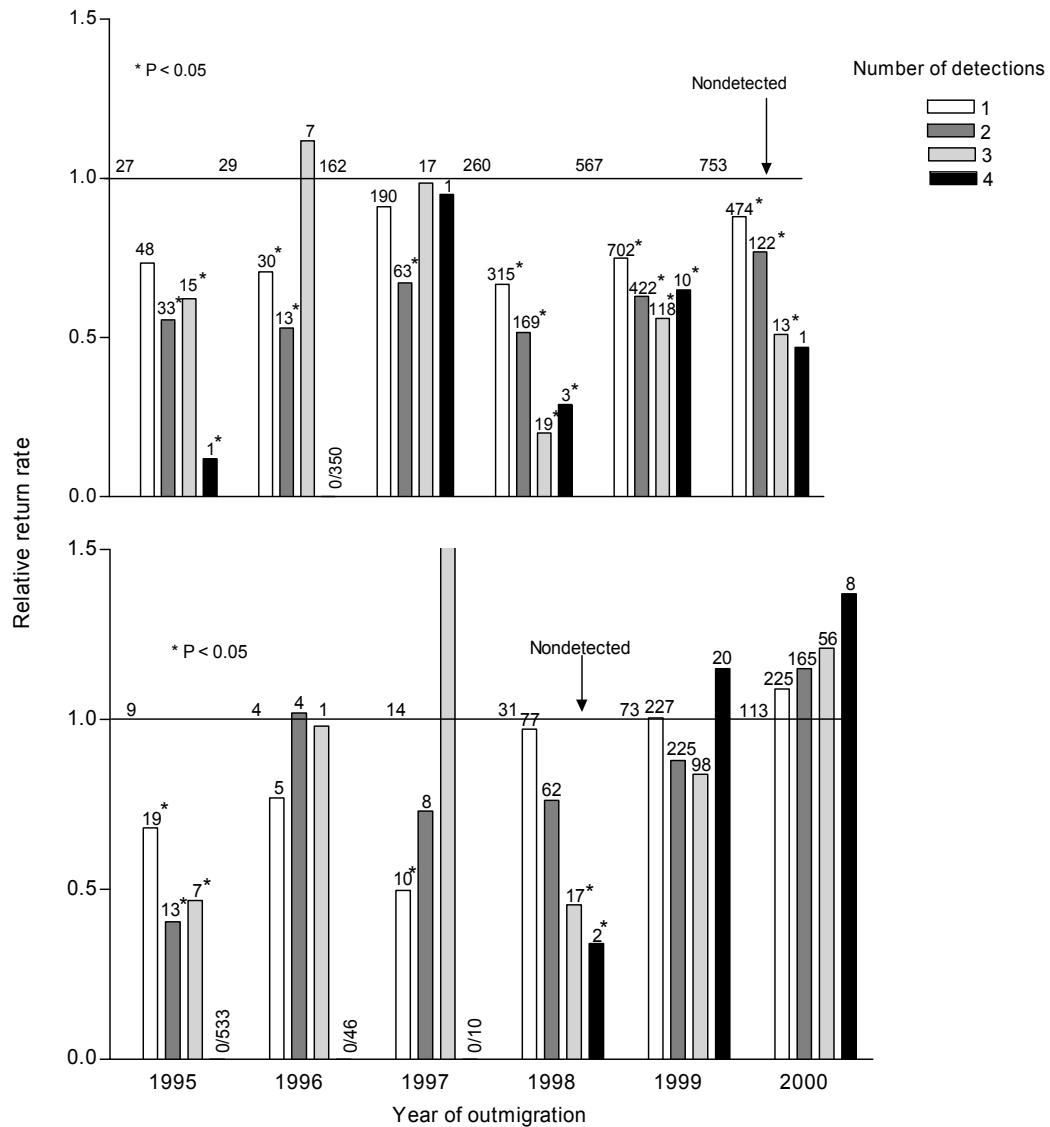 1.5
* P < 0.05
Nondetected
Number of detections
1
2
3
4
27 29 7 162 17 260 567 753
1.0
48 33* 15* 1*
30* 13* 0/350
190 63* 1
315* 169* 19* 3*
702* 422* 118* 10*
474* 122* 13* 1
0.5
0.0
Relative return rate
1.5
* P < 0.05
Nondetected
9 4 14 31 73 113
1.0
19* 13* 7* 0/533
5 4 1 0/46
10* 8 0/10
77 62 17* 2*
227 225 98 20
225 165 56 8
0.5
0.0
1995 1996 1997 1998 1999 2000
Year of outmigration